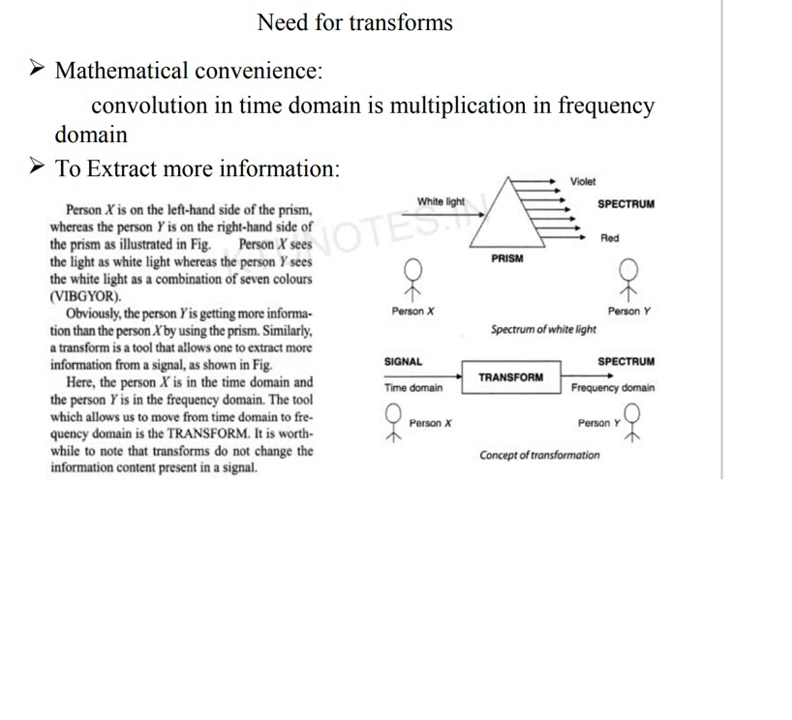 Need for transforms
➢ Mathematical convenience:
convolution in time domain is multiplication in frequency
domain
➢ To Extract more information:
Person X is on the left-hand side of the prism,
whereas the person Y is on the right-hand side of
the prism as illustrated in Fig. Person X sees
the light as white light whereas the person Y sees
the white light as a combination of seven colours
(VIBGYOR).
Obviously, the person Y is getting more informa-
tion than the person X by using the prism. Similarly,
a transform is a tool that allows one to extract more
information from a signal, as shown in Fig.
Here, the person X is in the time domain and
the person Y is in the frequency domain. The tool
which allows us to move from time domain to fre-
quency domain is the TRANSFORM. It is worth-
while to note that transforms do not change the
information content present in a signal.
KTUNOTES.IN
White light
Violet
SPECTRUM
Red
PRISM
Person X
Person Y
Spectrum of white light
SIGNAL
SPECTRUM
TRANSFORM
Time domain
Frequency domain
Person X
Person Y
Concept of transformation